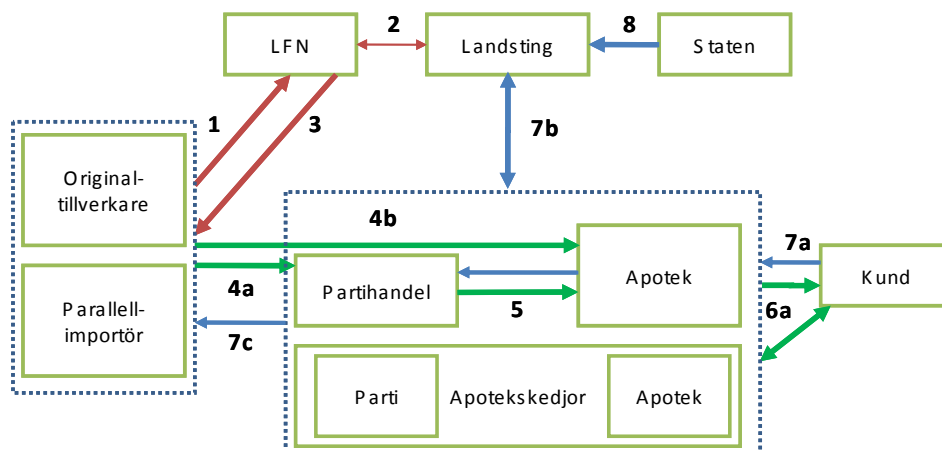 2
8
LFN
Landsting
Staten
1
3
7b
Original-
tillverkare
4b
7a
Apotek
Kund
Partihandel
4a
5
6a
Parallell-
importör
7c
Parti
Apotekskedjor
Apotek